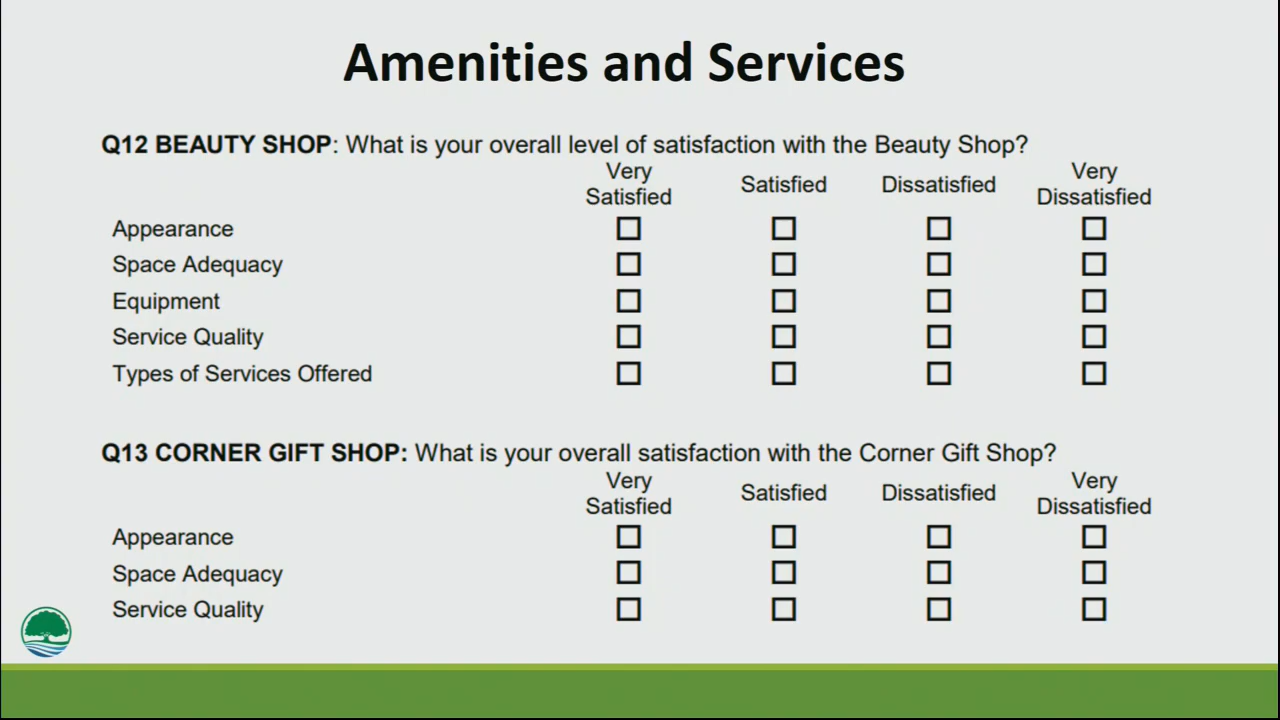 Amenities and Services
Q12 BEAUTY SHOP: What is your overall level of satisfaction with the Beauty Shop?
Very Satisfied Satisfied Dissatisfied Very Dissatisfied
Appearance
Space Adequacy
Equipment
Service Quality
Types of Services Offered
Q13 CORNER GIFT SHOP: What is your overall satisfaction with the Corner Gift Shop?
Very Satisfied Satisfied Dissatisfied Very Dissatisfied
Appearance
Space Adequacy
Service Quality